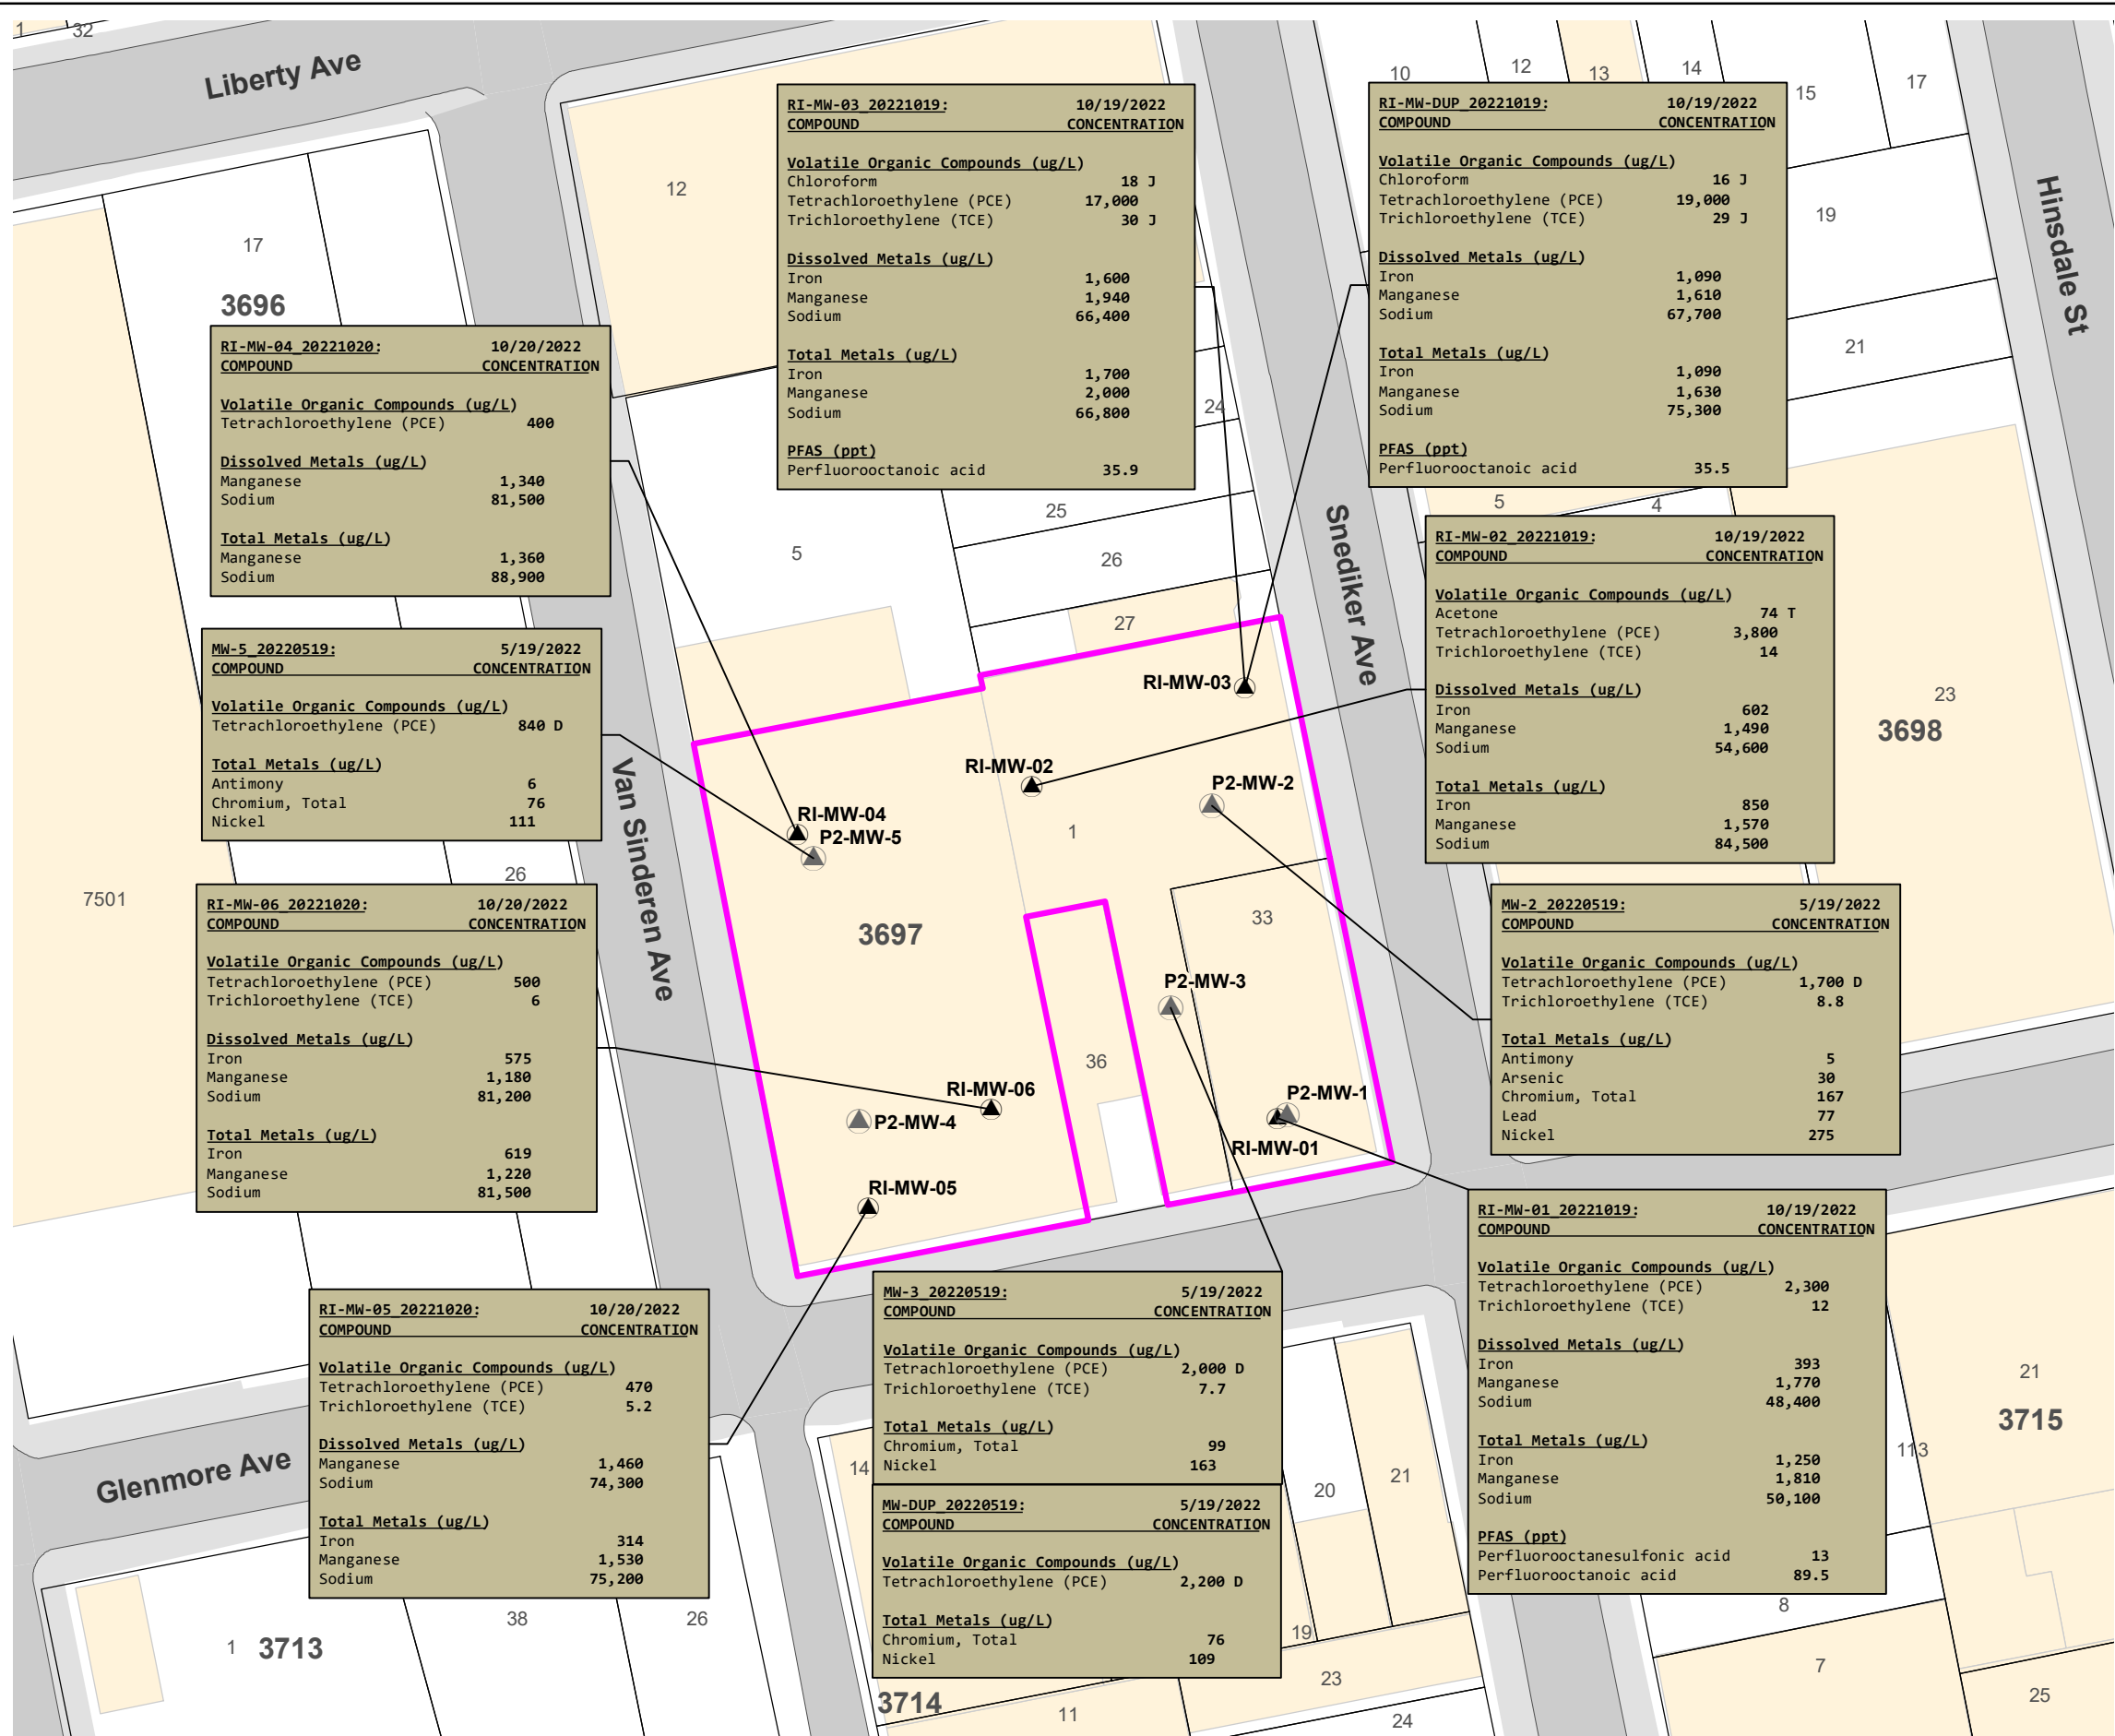 1
32
Liberty Ave
12
17
3696
10
12
13
14
15
17
19
21
Hinsdale St
RI-MW-03_20221019: 10/19/2022
COMPOUND CONCENTRATION
Volatile Organic Compounds (ug/L)
Chloroform 18 J
Tetrachloroethylene (PCE) 17,000
Trichloroethylene (TCE) 30 J
Dissolved Metals (ug/L)
Iron 1,600
Manganese 1,940
Sodium 66,400
Total Metals (ug/L)
Iron 1,700
Manganese 2,000
Sodium 66,800
PFAS (ppt)
Perfluorooctanoic acid 35.9
RI-MW-DUP_20221019: 10/19/2022
COMPOUND CONCENTRATION
Volatile Organic Compounds (ug/L)
Chloroform 16 J
Tetrachloroethylene (PCE) 19,000
Trichloroethylene (TCE) 29 J
Dissolved Metals (ug/L)
Iron 1,090
Manganese 1,610
Sodium 67,700
Total Metals (ug/L)
Iron 1,090
Manganese 1,630
Sodium 75,300
PFAS (ppt)
Perfluorooctanoic acid 35.5
RI-MW-04_20221020: 10/20/2022
COMPOUND CONCENTRATION
Volatile Organic Compounds (ug/L)
Tetrachloroethylene (PCE) 400
Dissolved Metals (ug/L)
Manganese 1,340
Sodium 81,500
Total Metals (ug/L)
Manganese 1,360
Sodium 88,900
24
25
26
27
5
Snediker Ave
5
4
RI-MW-02_20221019: 10/19/2022
COMPOUND CONCENTRATION
Volatile Organic Compounds (ug/L)
Acetone 74 T
Tetrachloroethylene (PCE) 3,800
Trichloroethylene (TCE) 14
Dissolved Metals (ug/L)
Iron 602
Manganese 1,490
Sodium 54,600
Total Metals (ug/L)
Iron 850
Manganese 1,570
Sodium 84,500
23
3698
MW-5_20220519: 5/19/2022
COMPOUND CONCENTRATION
Volatile Organic Compounds (ug/L)
Tetrachloroethylene (PCE) 840 D
Total Metals (ug/L)
Antimony 6
Chromium, Total 76
Nickel 111
Van Sinderen Ave
RI-MW-03
RI-MW-02
P2-MW-2
RI-MW-04
P2-MW-5
1
3697
33
P2-MW-3
36
RI-MW-06
P2-MW-4
P2-MW-1
RI-MW-01
RI-MW-05
7501
26
RI-MW-06_20221020: 10/20/2022
COMPOUND CONCENTRATION
Volatile Organic Compounds (ug/L)
Tetrachloroethylene (PCE) 500
Trichloroethylene (TCE) 6
Dissolved Metals (ug/L)
Iron 575
Manganese 1,180
Sodium 81,200
Total Metals (ug/L)
Iron 619
Manganese 1,220
Sodium 81,500
MW-2_20220519: 5/19/2022
COMPOUND CONCENTRATION
Volatile Organic Compounds (ug/L)
Tetrachloroethylene (PCE) 1,700 D
Trichloroethylene (TCE) 8.8
Total Metals (ug/L)
Antimony 5
Arsenic 30
Chromium, Total 167
Lead 77
Nickel 275
RI-MW-05_20221020: 10/20/2022
COMPOUND CONCENTRATION
Volatile Organic Compounds (ug/L)
Tetrachloroethylene (PCE) 470
Trichloroethylene (TCE) 5.2
Dissolved Metals (ug/L)
Manganese 1,460
Sodium 74,300
Total Metals (ug/L)
Iron 314
Manganese 1,530
Sodium 75,200
MW-3_20220519: 5/19/2022
COMPOUND CONCENTRATION
Volatile Organic Compounds (ug/L)
Tetrachloroethylene (PCE) 2,000 D
Trichloroethylene (TCE) 7.7
Total Metals (ug/L)
Chromium, Total 99
Nickel 163
MW-DUP_20220519: 5/19/2022
COMPOUND CONCENTRATION
Volatile Organic Compounds (ug/L)
Tetrachloroethylene (PCE) 2,200 D
Total Metals (ug/L)
Chromium, Total 76
Nickel 109
RI-MW-01_20221019: 10/19/2022
COMPOUND CONCENTRATION
Volatile Organic Compounds (ug/L)
Tetrachloroethylene (PCE) 2,300
Trichloroethylene (TCE) 12
Dissolved Metals (ug/L)
Iron 393
Manganese 1,770
Sodium 48,400
Total Metals (ug/L)
Iron 1,250
Manganese 1,810
Sodium 50,100
PFAS (ppt)
Perfluorooctanesulfonic acid 13
Perfluorooctanoic acid 89.5
Glenmore Ave
14
20
21
113
21
3715
1
3713
38
26
19
23
3714
11
24
8
7
25